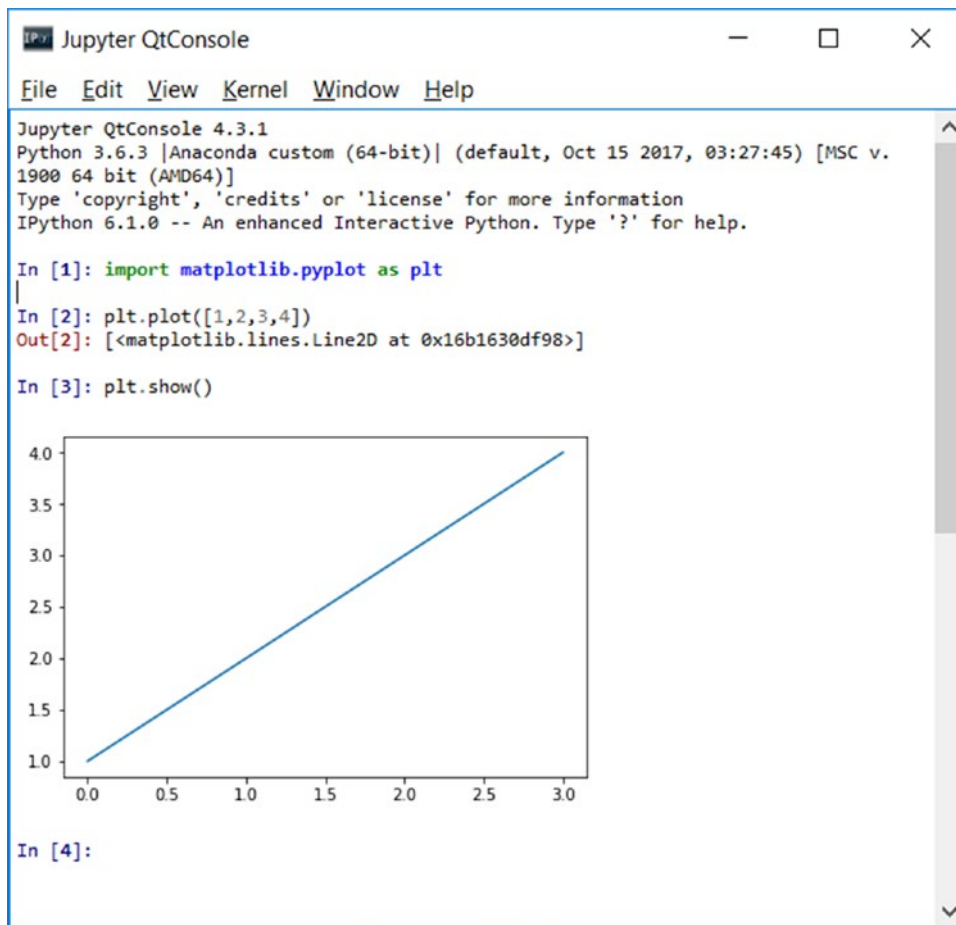 IP[y] Jupyter QtConsole
File Edit View Kernel Window Help
Jupyter QtConsole 4.3.1
Python 3.6.3 |Anaconda custom (64-bit)| (default, Oct 15 2017, 03:27:45) [MSC v.
1900 64 bit (AMD64)]
Type 'copyright', 'credits' or 'license' for more information
IPython 6.1.0 -- An enhanced Interactive Python. Type '?' for help.
In [1]: import matplotlib.pyplot as plt
In [2]: plt.plot([1,2,3,4])
Out[2]: [<matplotlib.lines.Line2D at 0x16b1630df98>]
In [3]: plt.show()
4.0
3.5
3.0
2.5
2.0
1.5
1.0
0.0 0.5 1.0 1.5 2.0 2.5 3.0
In [4]: